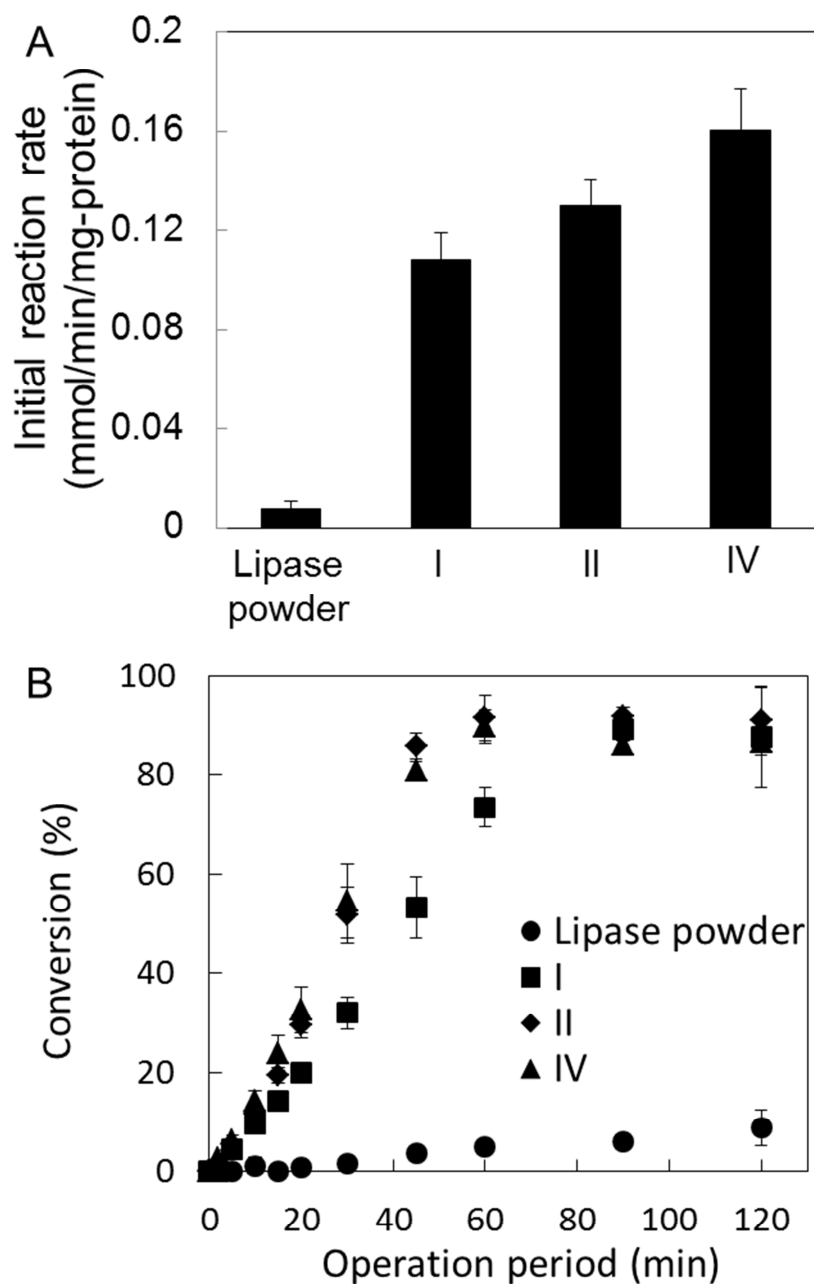 A
Initial reaction rate
(mmol/min/mg-protein)
0.2
0.16
0.12
0.08
0.04
0
Lipase
powder
I
II
IV
B
Conversion (%)
100
80
60
40
20
0
Lipase powder
I
II
IV
0
20
40
60
80
100
120
Operation period (min)